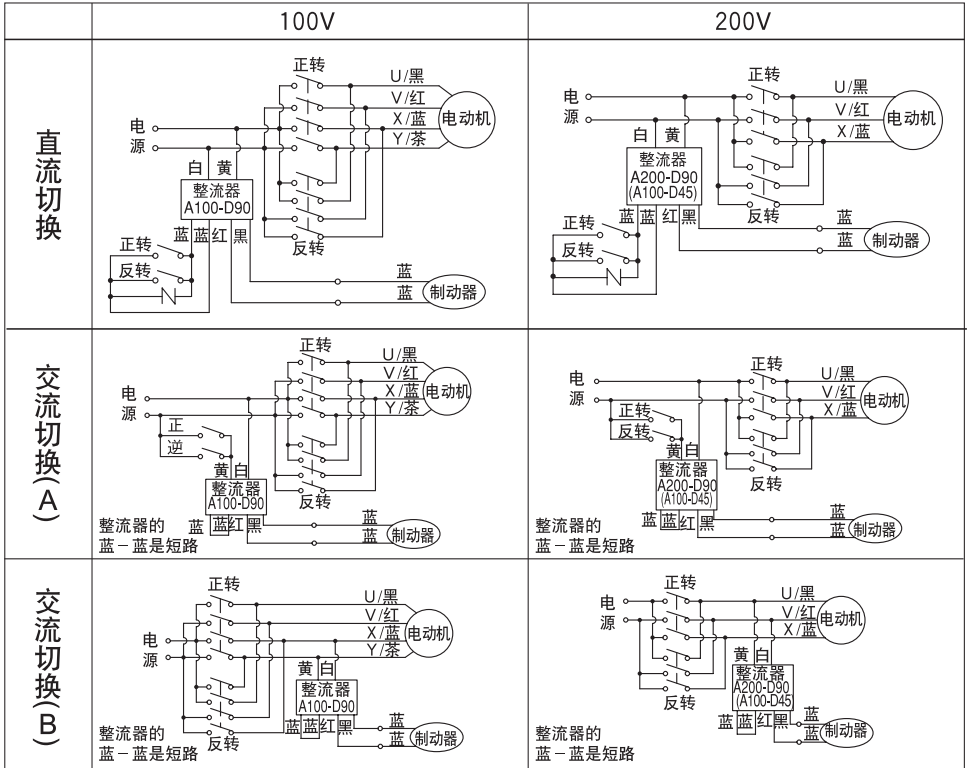 100V
200V
直流切换
正转
U/黑
V/红
X/蓝
Y/茶
电动机
电
源
白 黄
整流器
A100-D90
蓝 蓝 红 黑
正转
反转
N
反转
蓝
蓝
制动器
正转
U/黑
V/红
X/蓝
电动机
电
源
白 黄
整流器
A200-D90
(A100-D45)
蓝 蓝 红 黑
正转
反转
N
反转
蓝
蓝
制动器
交流切换(A)
正转
U/黑
V/红
X/蓝
Y/茶
电动机
电
源
正
逆
黄 白
整流器
A100-D90
反转
蓝 蓝 红 黑
蓝
蓝
制动器
整流器的
蓝-蓝是短路
正转
U/黑
V/红
X/蓝
电动机
电
源
正转
反转
黄 白
整流器
A200-D90
(A100-D45)
反转
蓝 蓝 红 黑
蓝
蓝
制动器
整流器的
蓝-蓝是短路
交流切换(B)
正转
U/黑
V/红
X/蓝
Y/茶
电动机
电
源
黄 白
整流器
A100-D90
反转
蓝 蓝 红 黑
蓝
蓝
制动器
整流器的
蓝-蓝是短路
正转
U/黑
V/红
X/蓝
电动机
电
源
黄 白
整流器
A200-D90
(A100-D45)
反转
蓝 蓝 红 黑
蓝
蓝
制动器
整流器的
蓝-蓝是短路